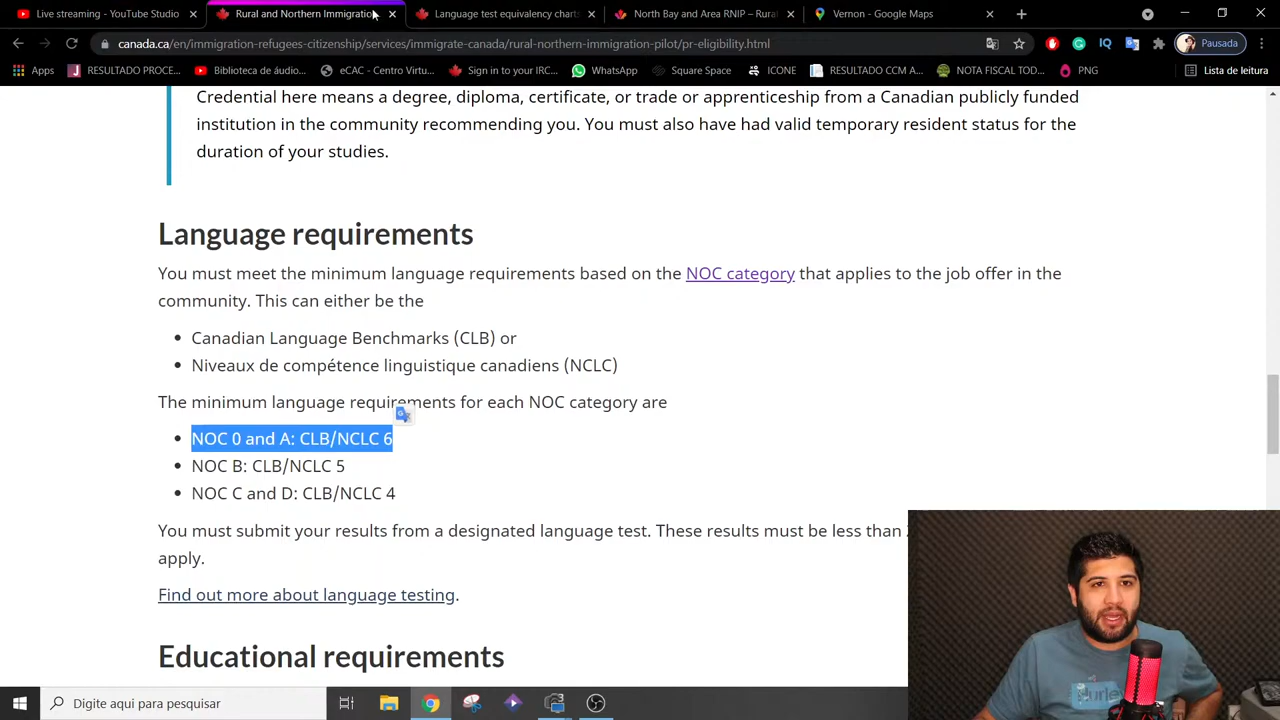 Live streaming - YouTube Studio
Rural and Northern Immigration
Language test equivalency charts
North Bay and Area RNIP – Rural
Vernon - Google Maps
canada.ca/en/immigration-refugees-citizenship/services/immigrate-canada/rural-northern-immigration-pilot/pr-eligibility.html
Pausada
Apps
RESULTADO PROCE...
Biblioteca de áudio...
eCAC - Centro Virtu...
Sign in to your IRC...
WhatsApp
Square Space
ICONE
RESULTADO CCM A...
NOTA FISCAL TOD...
PNG
Lista de leitura
Credential here means a degree, diploma, certificate, or trade or apprenticeship from a Canadian publicly funded
institution in the community recommending you. You must also have had valid temporary resident status for the
duration of your studies.
Language requirements
You must meet the minimum language requirements based on the NOC category that applies to the job offer in the
community. This can either be the
• Canadian Language Benchmarks (CLB) or
• Niveaux de compétence linguistique canadiens (NCLC)
The minimum language requirements for each NOC category are
• NOC 0 and A: CLB/NCLC 6
• NOC B: CLB/NCLC 5
• NOC C and D: CLB/NCLC 4
You must submit your results from a designated language test. These results must be less than
apply.
Find out more about language testing.
Educational requirements
Digite aqui para pesquisar